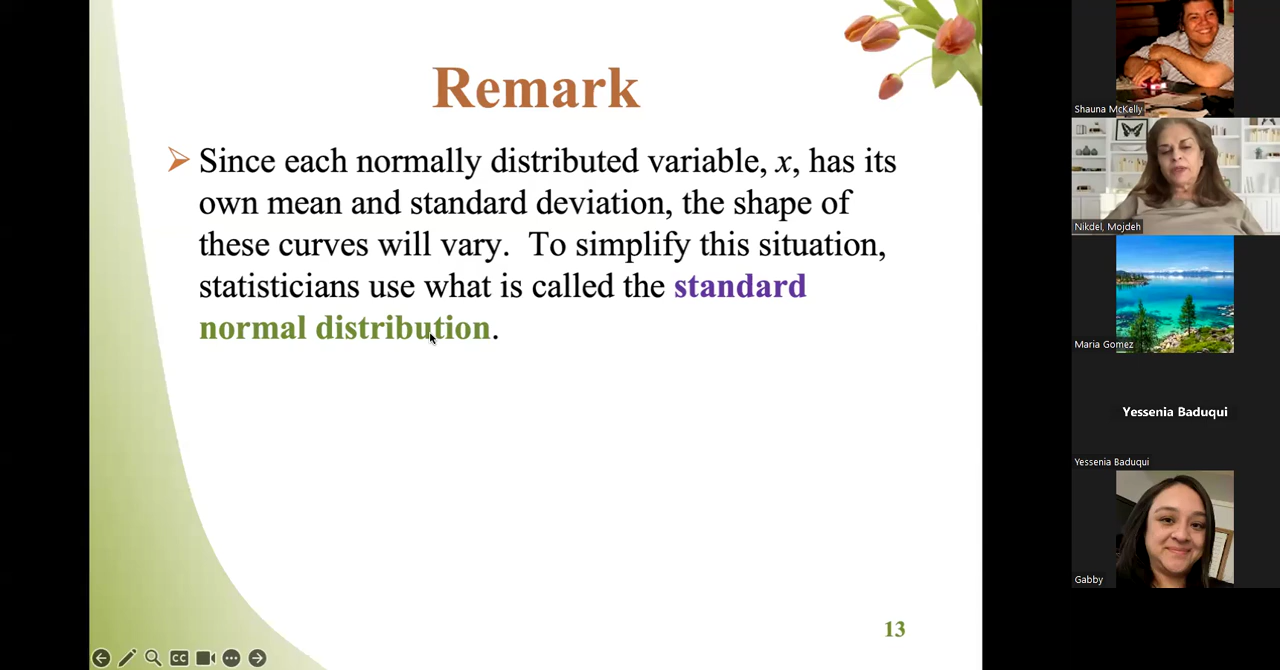 Remark
➢ Since each normally distributed variable, x, has its
own mean and standard deviation, the shape of
these curves will vary.  To simplify this situation,
statisticians use what is called the standard
normal distribution.
13
CC
Shauna McKelly
Nikdel, Mojdeh
Maria Gomez
Yessenia Baduqui
Yessenia Baduqui
Gabby